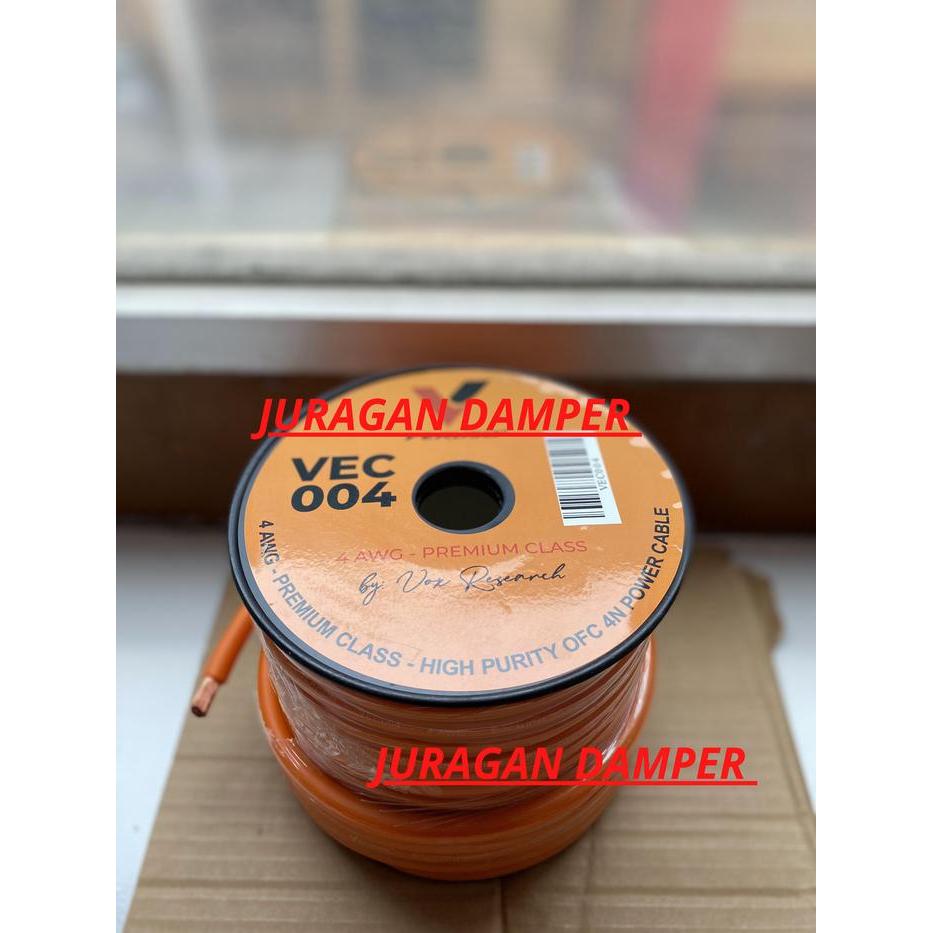 JURAGAN DAMPER
VEC
004
VEC004
4 AWG - PREMIUM CLASS
by. Vox Research
4 AWG - PREMIUM CLASS - HIGH PURITY OFC 4N POWER CABLE
JURAGAN DAMPER